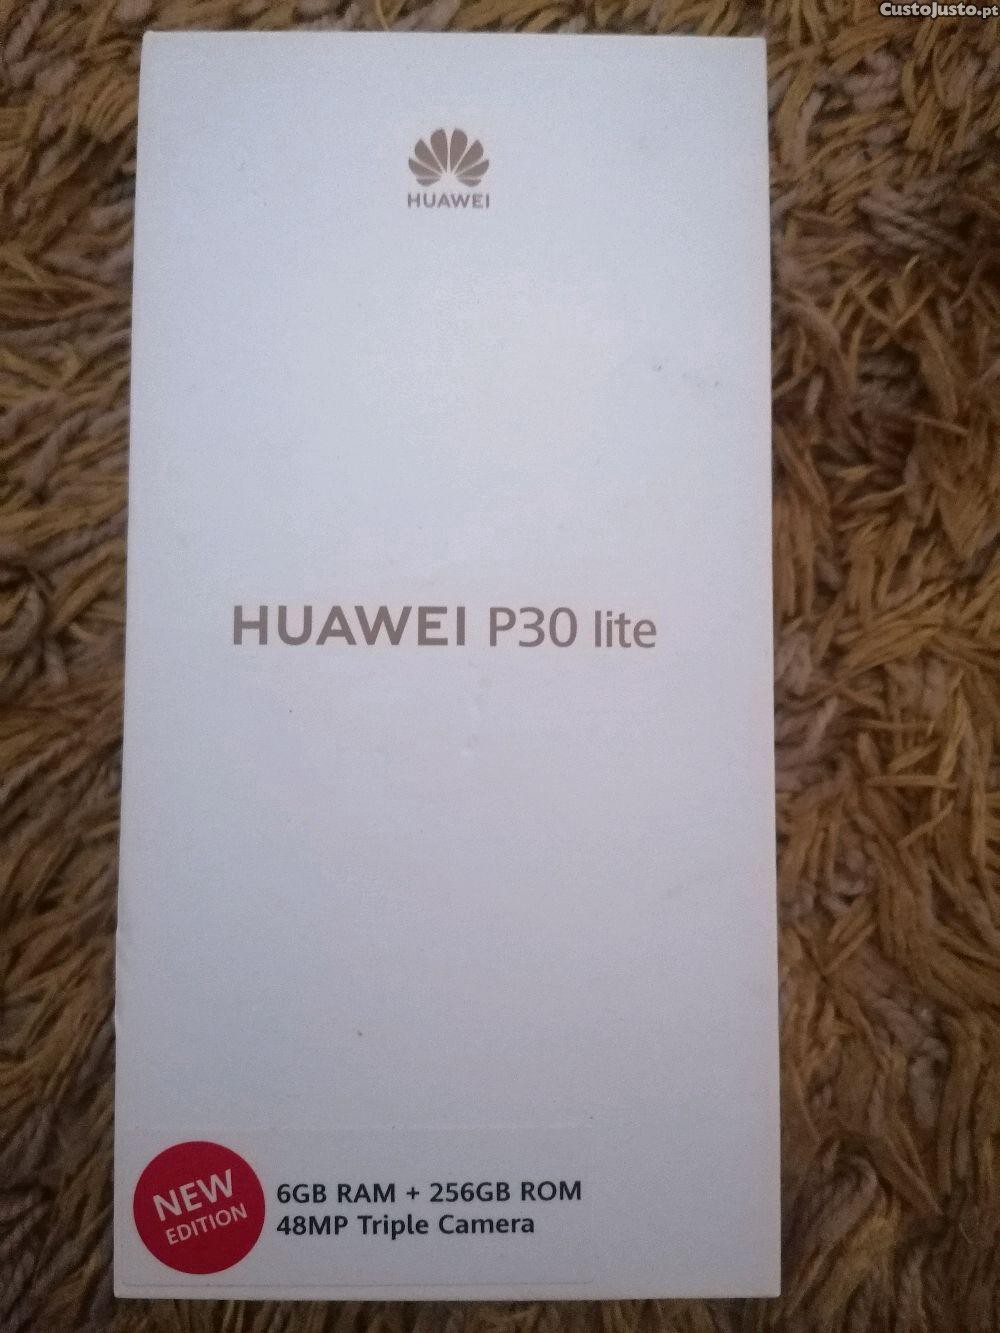 CustoJusto.pt
HUAWEI
HUAWEI P30 lite
NEW
EDITION
6GB RAM + 256GB ROM
48MP Triple Camera